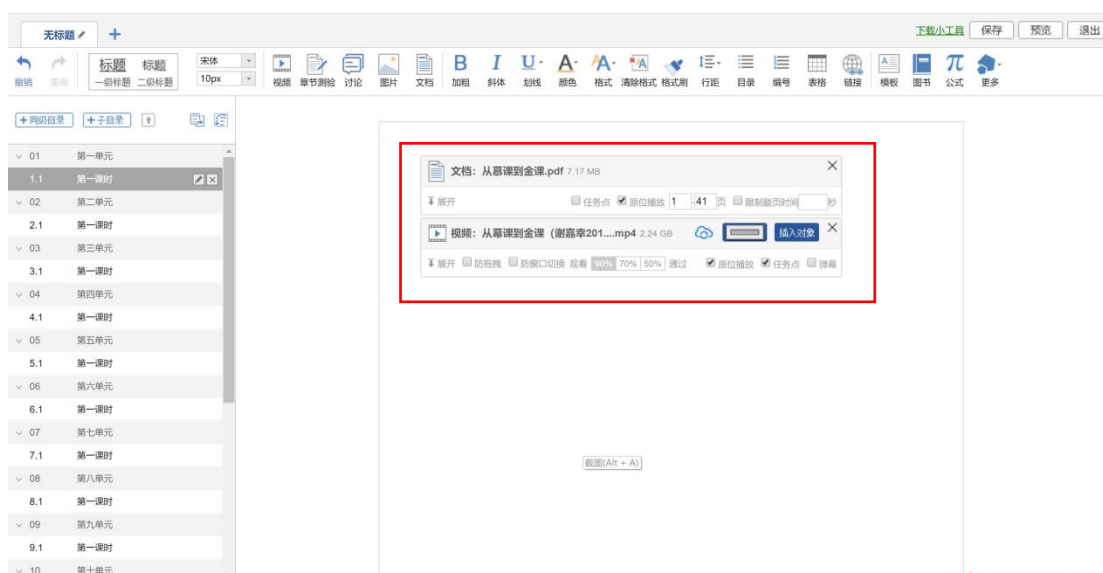 无标题
下载小工具 保存 预览 退出
标题 标题 宋体
撤销 重做 一级标题 二级标题 10px 视频 章节测验 讨论 图片 文档 加粗 斜体 划线 颜色 格式 清除格式 格式刷 行距 目录 编号 表格 链接 模板 图书 公式 更多
+同级目录 +子目录
01 第一单元
1.1 第一课时
02 第二单元
2.1 第一课时
03 第三单元
3.1 第一课时
04 第四单元
4.1 第一课时
05 第五单元
5.1 第一课时
06 第六单元
6.1 第一课时
07 第七单元
7.1 第一课时
08 第八单元
8.1 第一课时
09 第九单元
9.1 第一课时
10 第十单元
文档：从慕课到金课.pdf 7.17 MB
展开 任务点 原位播放 1 -41 页 限制翻页时间 秒
视频：从幕课到金课（谢嘉幸201....mp4 2.24 GB 插入对象
展开 防拖拽 防窗口切换 观看 90% 70% 50% 通过 原位播放 任务点 弹幕
截图(Alt + A)